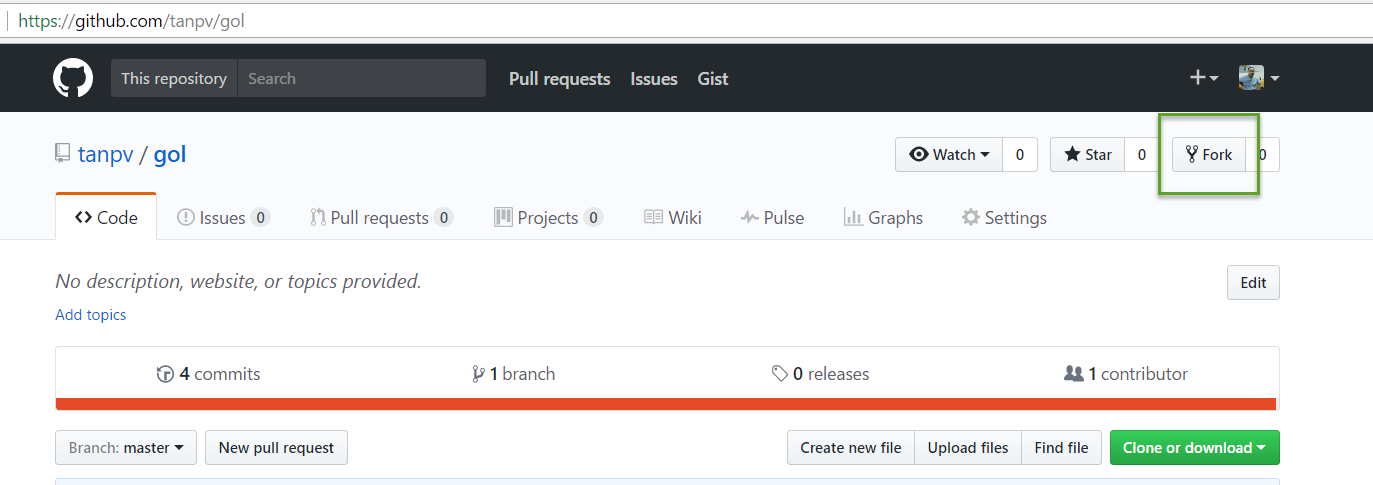 https://github.com/tanpv/gol
This repository Search Pull requests Issues Gist
tanpv / gol Watch 0 Star 0 Fork 0
Code Issues 0 Pull requests 0 Projects 0 Wiki Pulse Graphs Settings
No description, website, or topics provided. Edit
Add topics
4 commits 1 branch 0 releases 1 contributor
Branch: master New pull request Create new file Upload files Find file Clone or download